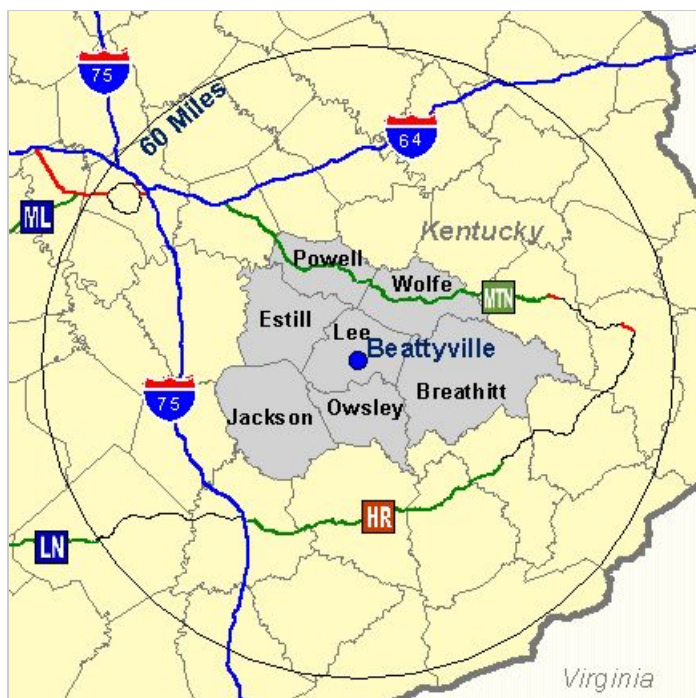 75
60 Miles
64
ML
Kentucky
Powell
Wolfe
MTN
Estill
Lee
Beattyville
75
Breathitt
Jackson
Owsley
HR
LN
Virginia